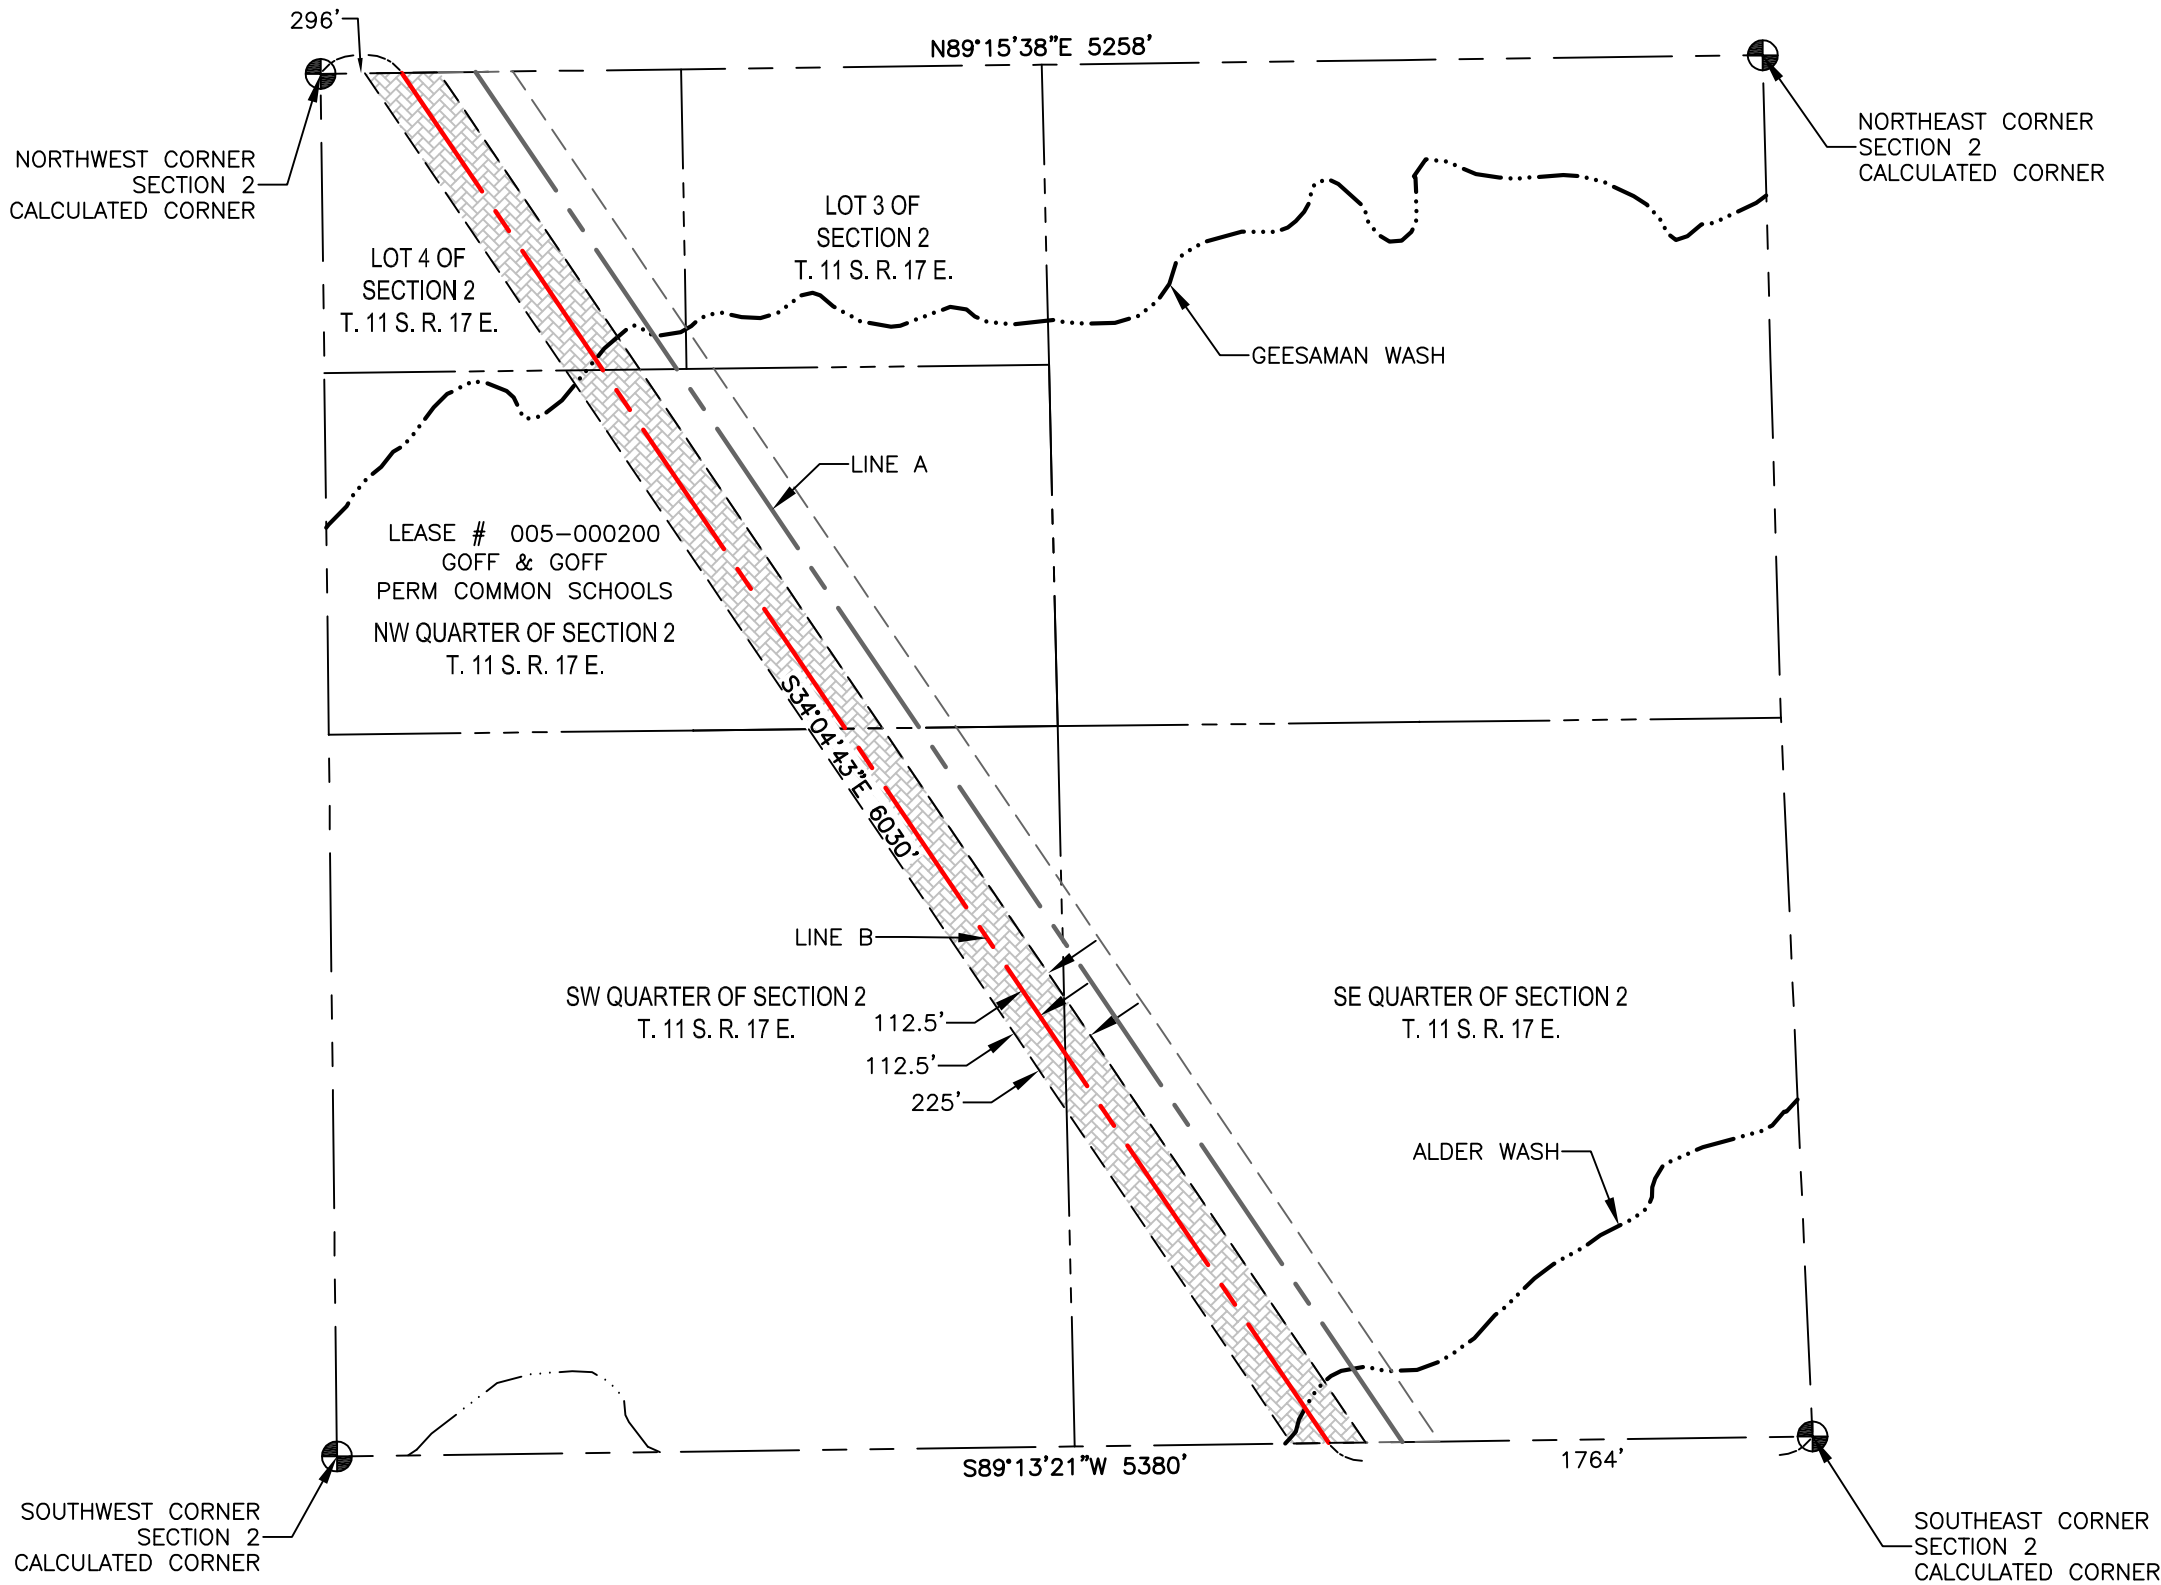 296'
N89°15'38"E 5258'
NORTHWEST CORNER
SECTION 2
CALCULATED CORNER
NORTHEAST CORNER
SECTION 2
CALCULATED CORNER
LOT 4 OF
SECTION 2
T. 11 S. R. 17 E.
LOT 3 OF
SECTION 2
T. 11 S. R. 17 E.
GEESAMAN WASH
LINE A
LEASE # 005-000200
GOFF & GOFF
PERM COMMON SCHOOLS
NW QUARTER OF SECTION 2
T. 11 S. R. 17 E.
S34°04'43"E 6030'
LINE B
SW QUARTER OF SECTION 2
T. 11 S. R. 17 E.
112.5'
112.5'
225'
SE QUARTER OF SECTION 2
T. 11 S. R. 17 E.
ALDER WASH
S89°13'21"W 5380'
1764'
SOUTHWEST CORNER
SECTION 2
CALCULATED CORNER
SOUTHEAST CORNER
SECTION 2
CALCULATED CORNER